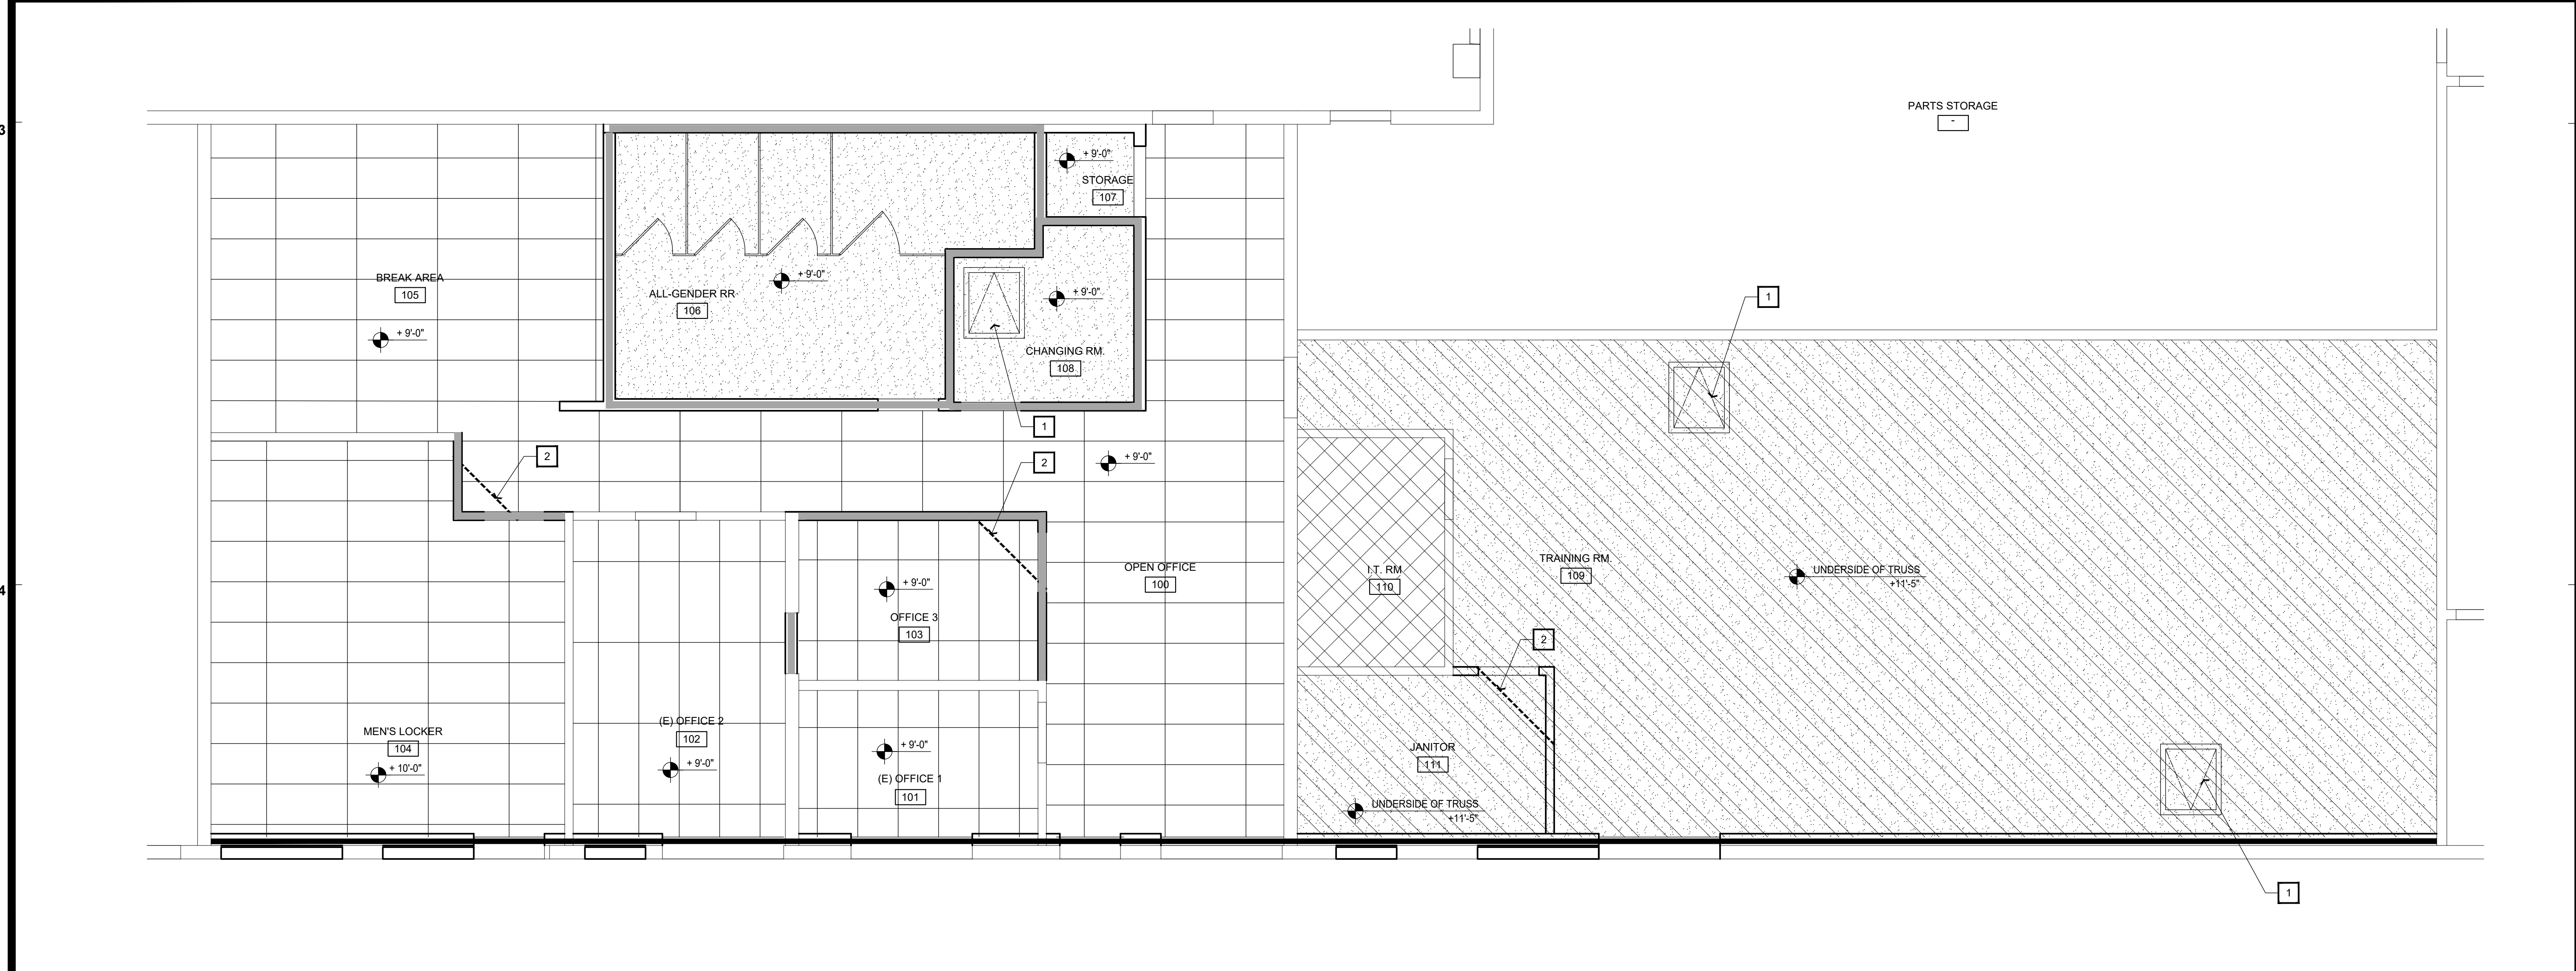 PARTS STORAGE
-
3
+ 9'-0"
STORAGE
107
BREAK AREA
105
+ 9'-0"
ALL-GENDER RR
106
+ 9'-0"
+ 9'-0"
CHANGING RM.
108
1
1
2
2
+ 9'-0"
4
OPEN OFFICE
100
I.T. RM
110
TRAINING RM.
109
UNDERSIDE OF TRUSS
+11'-5"
+ 9'-0"
OFFICE 3
103
2
MEN'S LOCKER
104
+ 10'-0"
(E) OFFICE 2
102
+ 9'-0"
+ 9'-0"
(E) OFFICE 1
101
JANITOR
111
UNDERSIDE OF TRUSS
+11'-5"
1